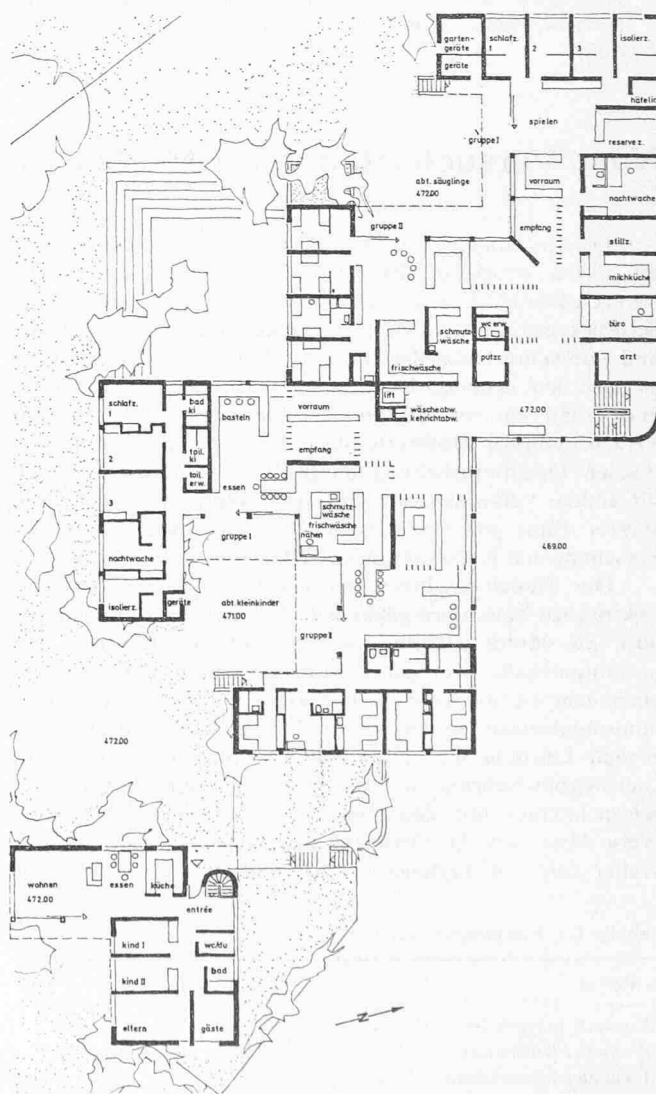 garten-
geräte
schlafz.
1
2
3
isolierz.
geräte
spielen
gruppe I
reservez.
abt. säuglinge
472.00
vorraum
nachtwache
gruppe II
empfang
stillz.
milchküche
büro
schmutz-
wäsche
wc erw.
frischwäsche
putzr.
arzt
schlafz.
1
bad
ki
basteln
vorraum
lift
wäscheabw.
kehrichtabw.
472.00
2
toil.
ki
toil.
erw.
empfang
3
essen
schmutz-
wäsche
frischwäsche
nähen
gruppe I
469.00
nachtwache
isolierz.
geräte
abt. kleinkinder
471.00
gruppe II
472.00
wohnen
472.00
essen
küche
entrée
kind I
wc/du
kind II
bad
eltern
gäste
N